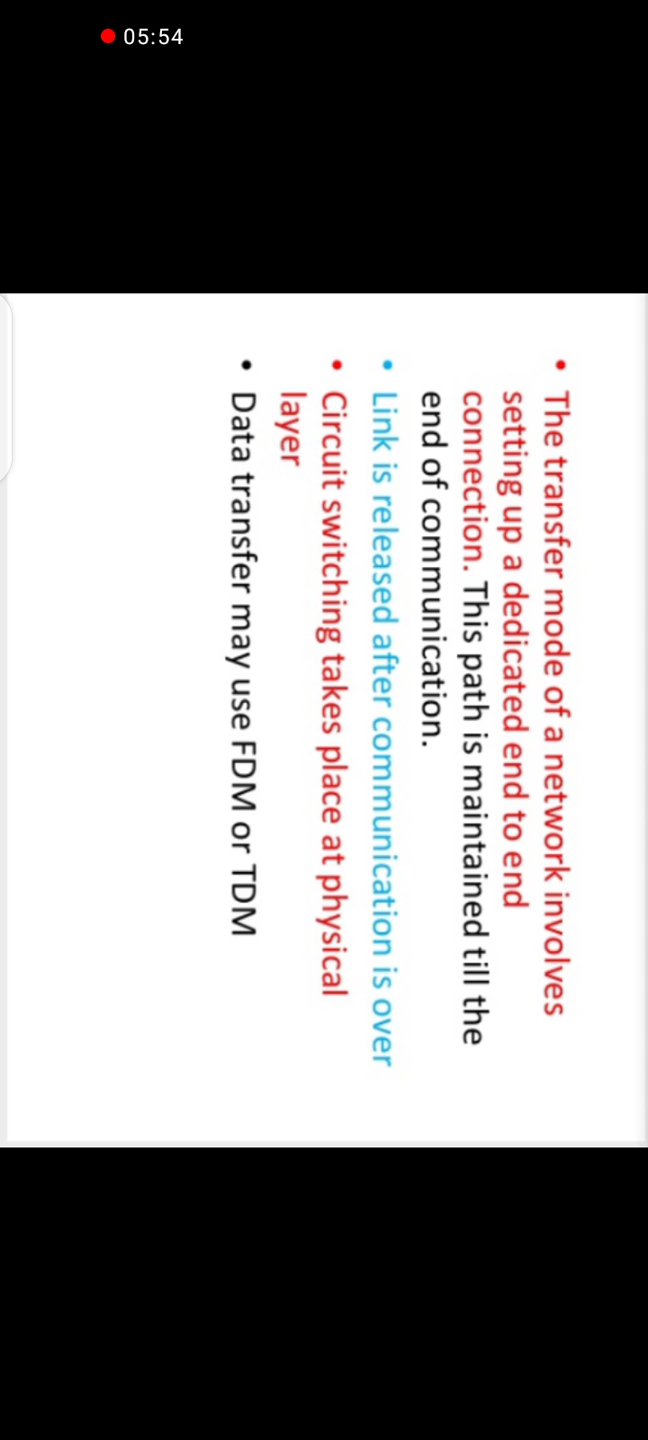 05:54
• The transfer mode of a network involves
setting up a dedicated end to end
connection. This path is maintained till the
end of communication.
• Link is released after communication is over
• Circuit switching takes place at physical
layer
• Data transfer may use FDM or TDM